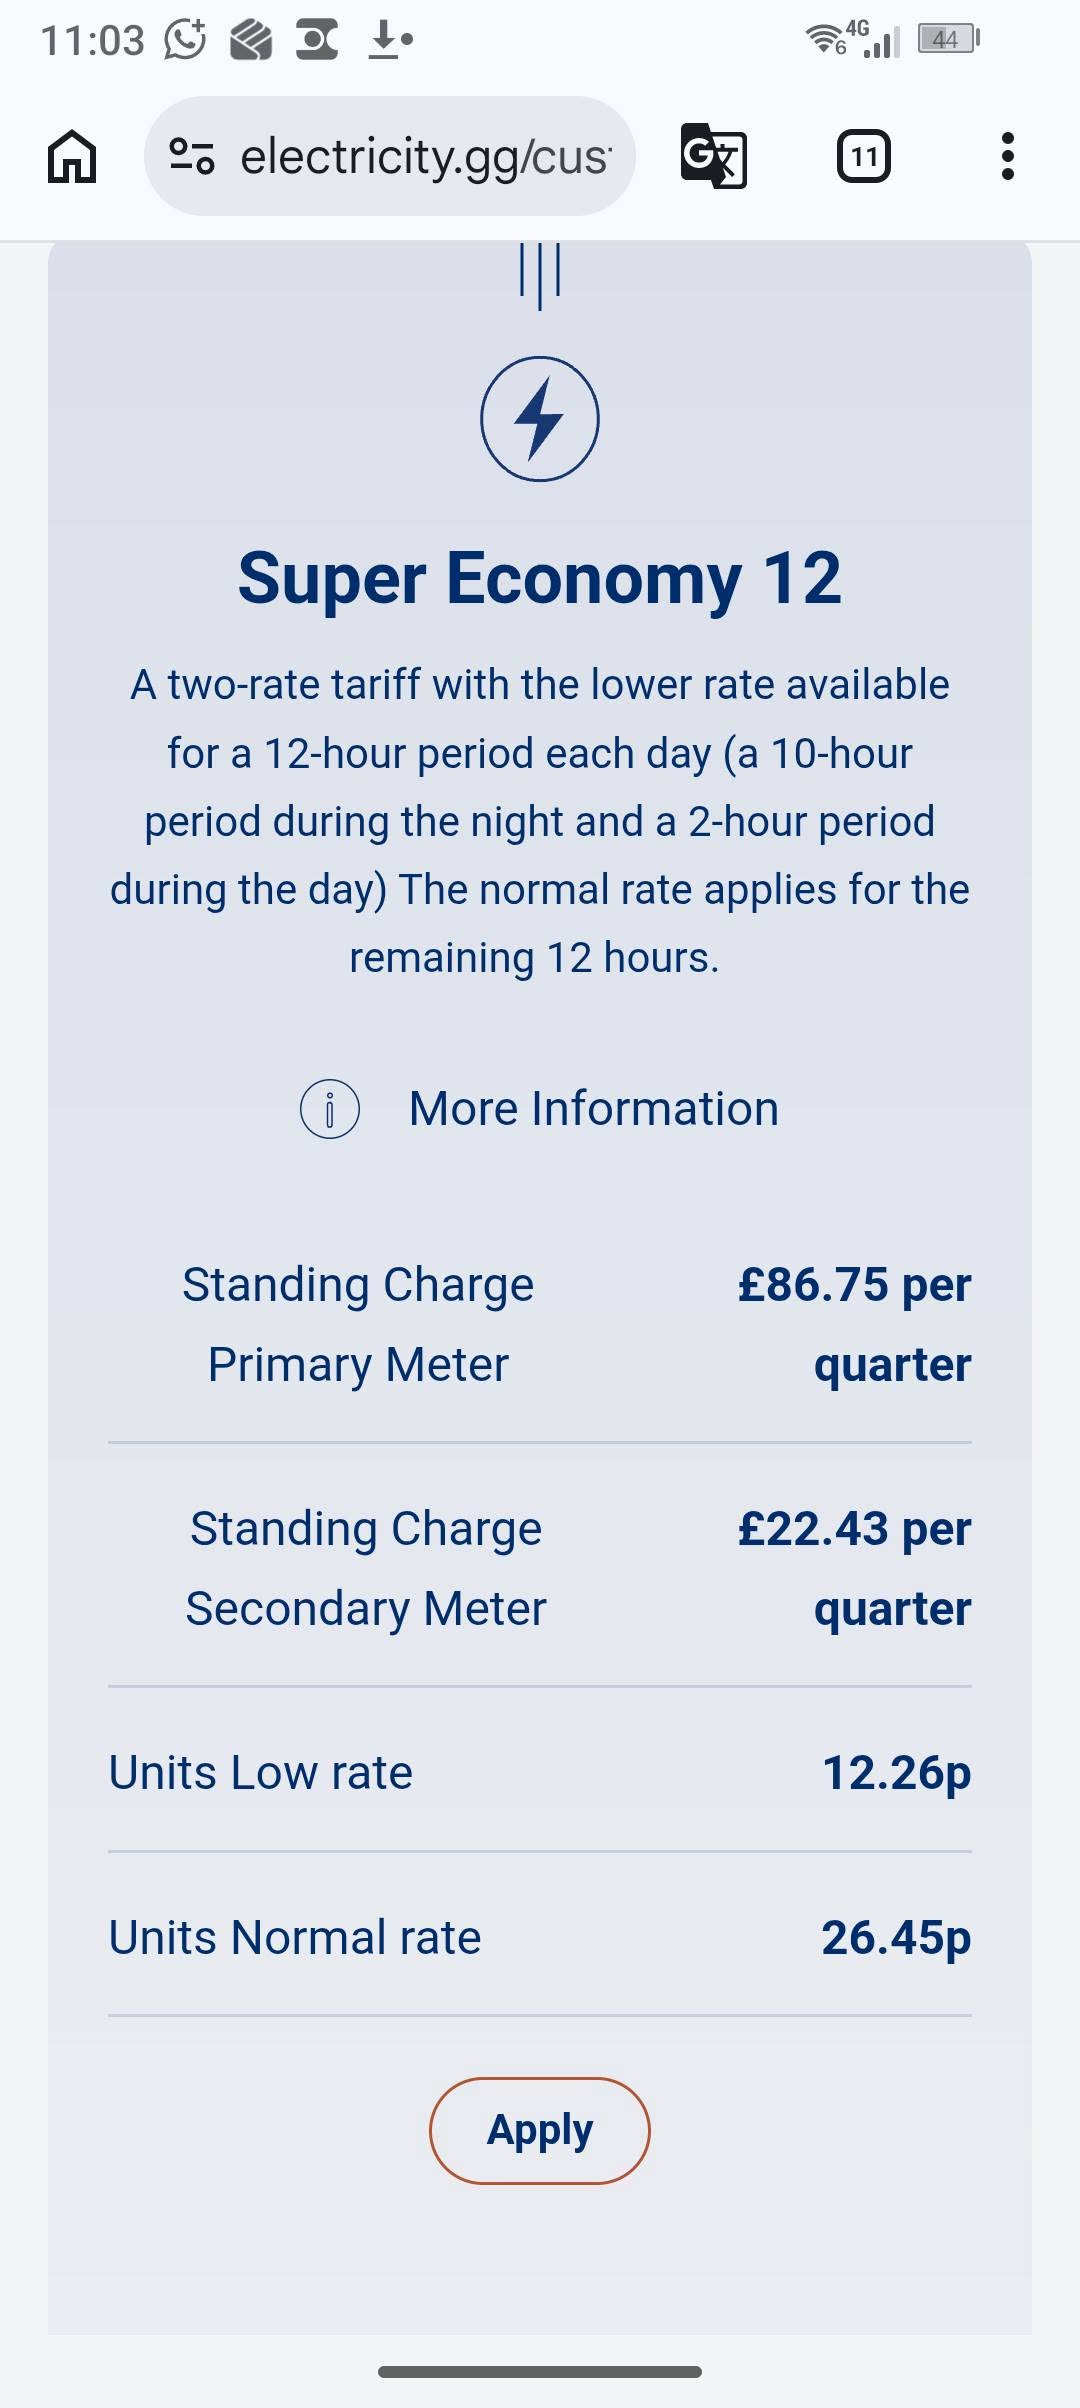 11:03
6
4G
44
electricity.gg/cus
11
Super Economy 12
A two-rate tariff with the lower rate available
for a 12-hour period each day (a 10-hour
period during the night and a 2-hour period
during the day) The normal rate applies for the
remaining 12 hours.
More Information
Standing Charge
Primary Meter
£86.75 per
quarter
Standing Charge
Secondary Meter
£22.43 per
quarter
Units Low rate
12.26p
Units Normal rate
26.45p
Apply